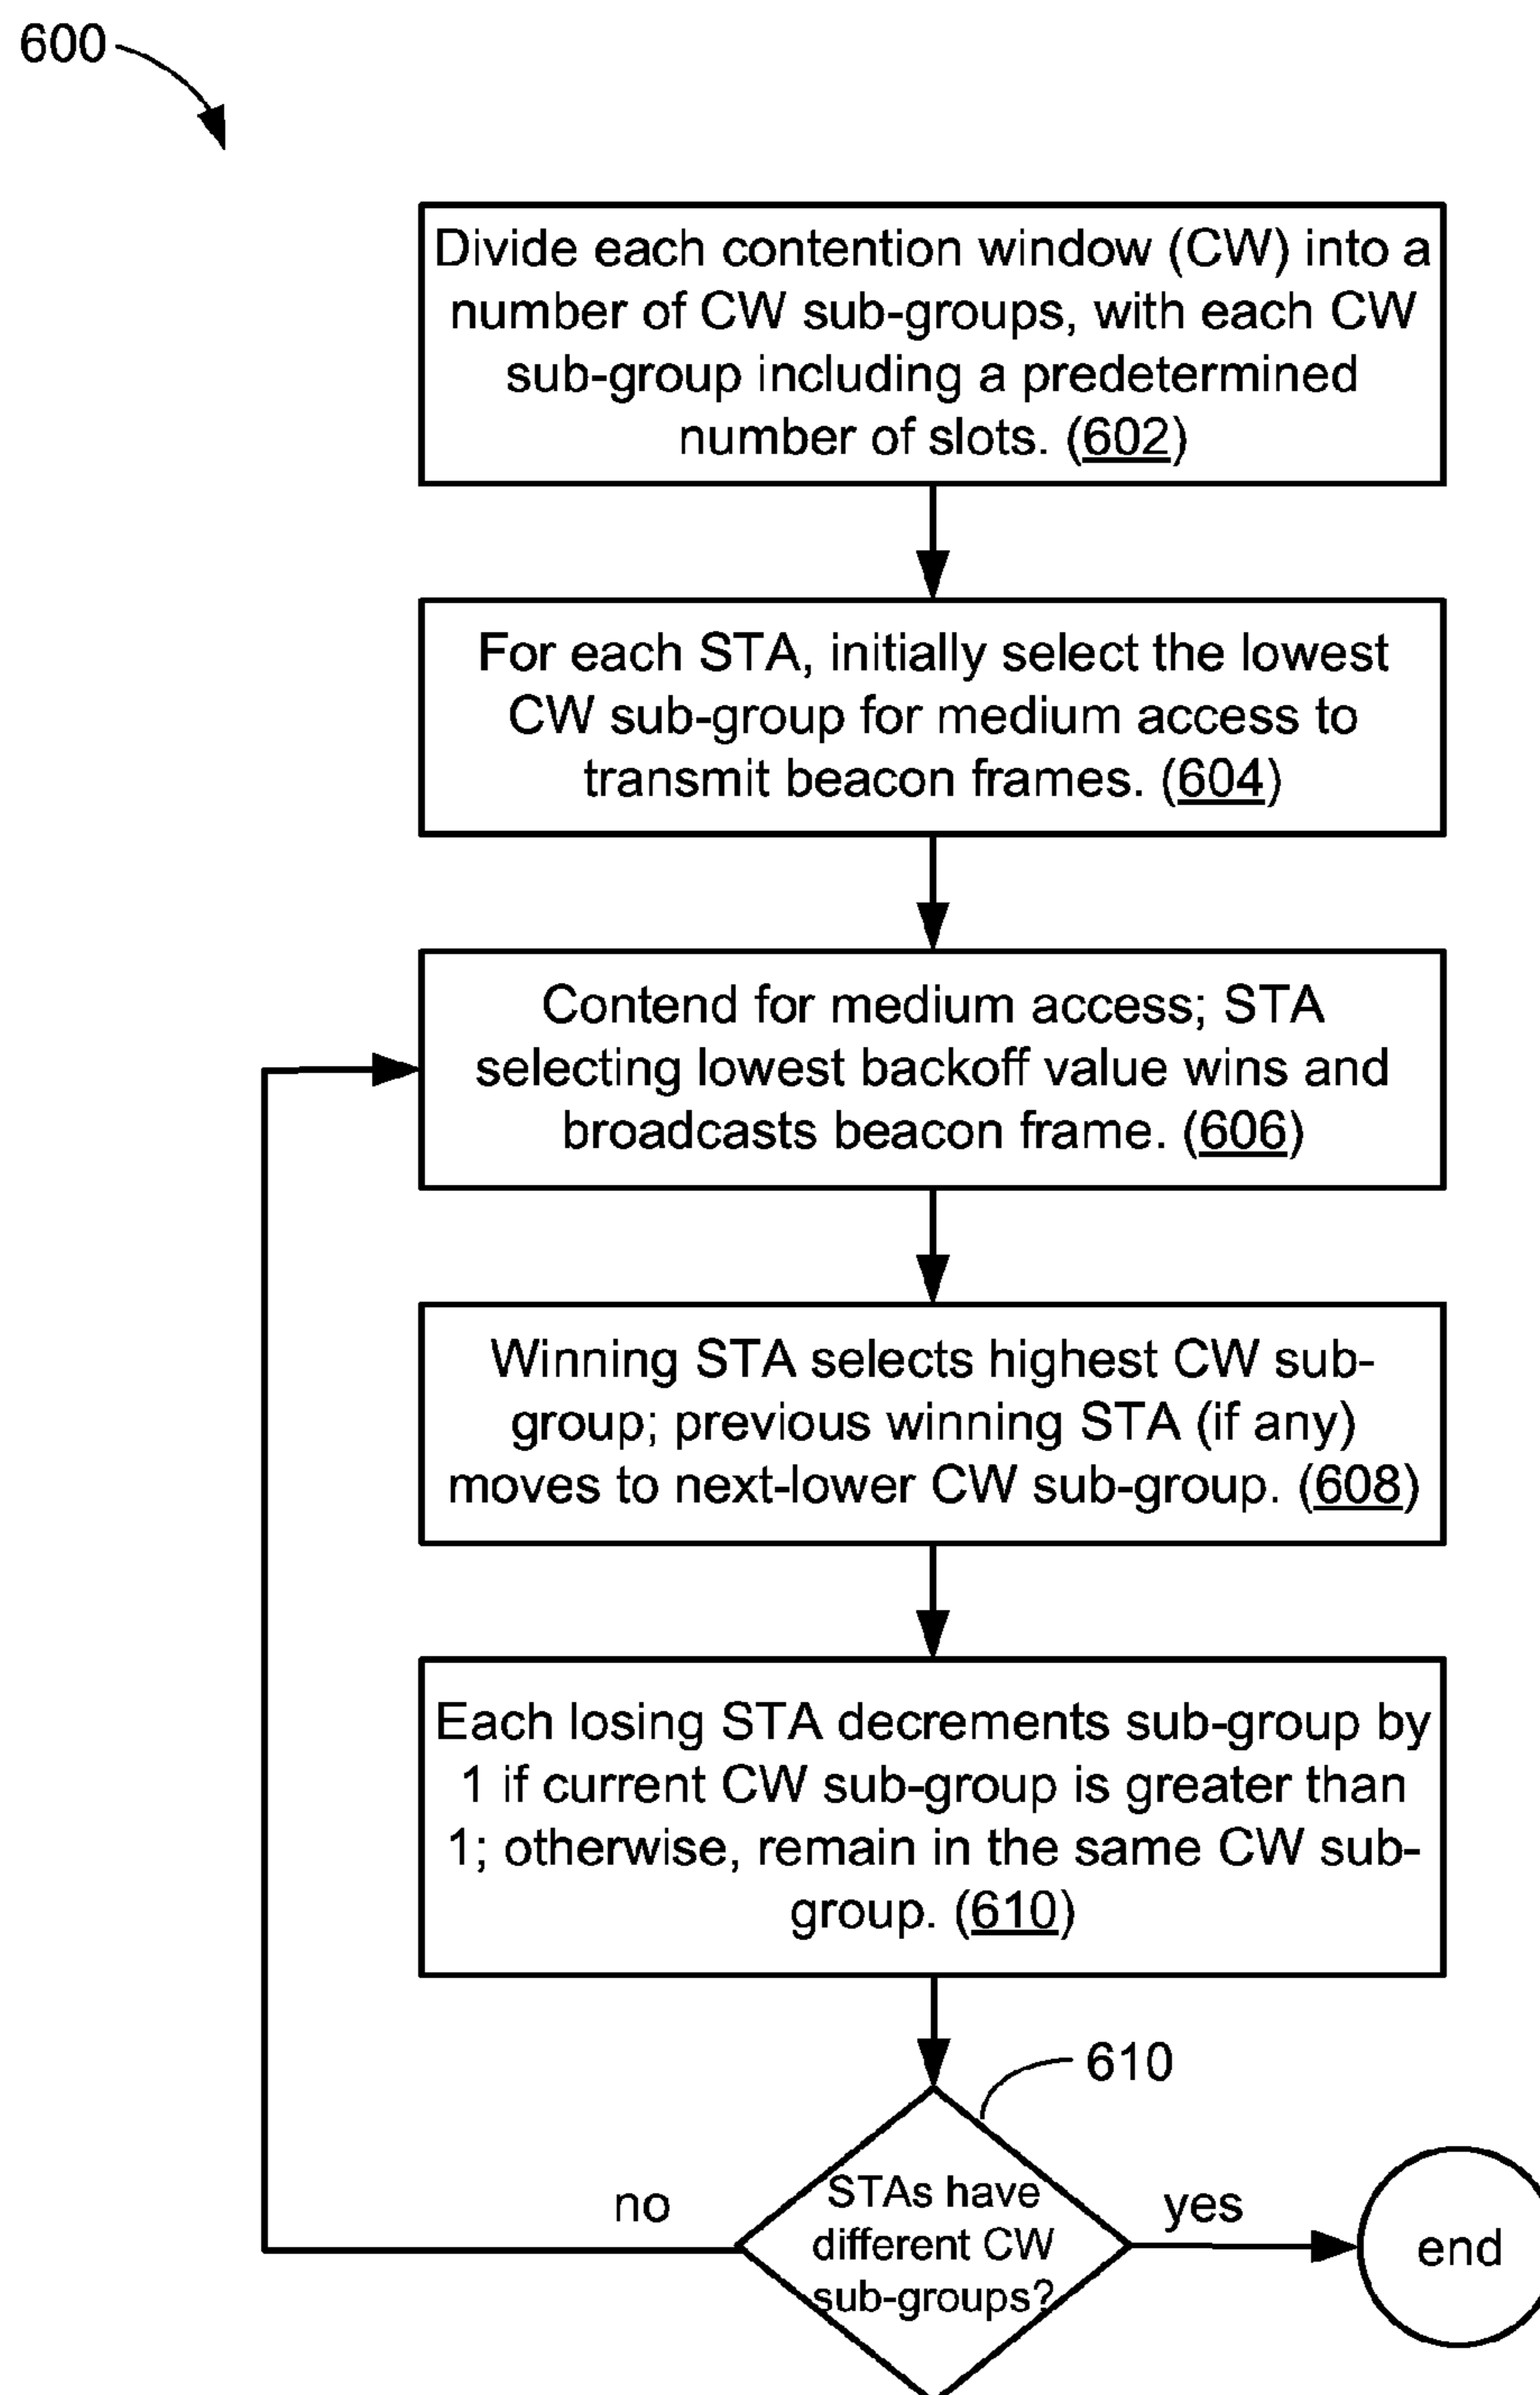 600
Divide each contention window (CW) into a
number of CW sub-groups, with each CW
sub-group including a predetermined
number of slots. (602)
For each STA, initially select the lowest
CW sub-group for medium access to
transmit beacon frames. (604)
Contend for medium access; STA
selecting lowest backoff value wins and
broadcasts beacon frame. (606)
Winning STA selects highest CW sub-
group; previous winning STA (if any)
moves to next-lower CW sub-group. (608)
Each losing STA decrements sub-group by
1 if current CW sub-group is greater than
1; otherwise, remain in the same CW sub-
group. (610)
610
no
STAs have
different CW
sub-groups?
yes
end